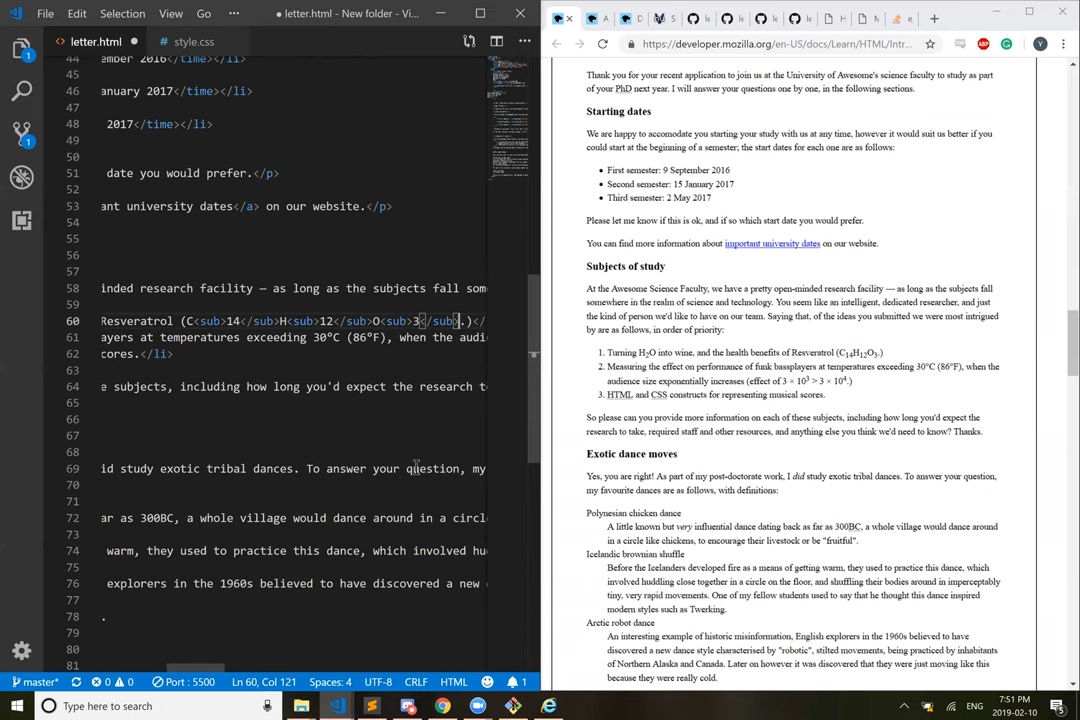 File Edit Selection View Go ··· ● letter.html - New folder - Vi...
letter.html ● style.css
44 ember 2016</time></li>
45
46 anuary 2017</time></li>
47
48 2017</time></li>
49
50
51 date you would prefer.</p>
52
53 ant university dates</a> on our website.</p>
54
55
56
57
58 inded research facility — as long as the subjects fall som
59
60 Resveratrol (C<sub>14</sub>H<sub>12</sub>O<sub>3</sub>.)</
61 ayers at temperatures exceeding 30°C (86°F), when the audi
62 cores.</li>
63
64 e subjects, including how long you'd expect the research t
65
66
67
68
69 id study exotic tribal dances. To answer your question, my
70
71
72 ar as 300BC, a whole village would dance around in a circl
73
74 warm, they used to practice this dance, which involved hu
75
76 explorers in the 1960s believed to have discovered a new
77
78 .
79
80
81
master* 0 0 Port : 5500 Ln 60, Col 121 Spaces: 4 UTF-8 CRLF HTML 1
https://developer.mozilla.org/en-US/docs/Learn/HTML/Intr...
Thank you for your recent application to join us at the University of Awesome's science faculty to study as part
of your PhD next year. I will answer your questions one by one, in the following sections.
Starting dates
We are happy to accomodate you starting your study with us at any time, however it would suit us better if you
could start at the beginning of a semester; the start dates for each one are as follows:
• First semester: 9 September 2016
• Second semester: 15 January 2017
• Third semester: 2 May 2017
Please let me know if this is ok, and if so which start date you would prefer.
You can find more information about important university dates on our website.
Subjects of study
At the Awesome Science Faculty, we have a pretty open-minded research facility — as long as the subjects fall
somewhere in the realm of science and technology. You seem like an intelligent, dedicated researcher, and just
the kind of person we'd like to have on our team. Saying that, of the ideas you submitted we were most intrigued
by are as follows, in order of priority:
1. Turning H₂O into wine, and the health benefits of Resveratrol (C₁₄H₁₂O₃.)
2. Measuring the effect on performance of funk bassplayers at temperatures exceeding 30°C (86°F), when the
audience size exponentially increases (effect of 3 × 10³ > 3 × 10⁴.)
3. HTML and CSS constructs for representing musical scores.
So please can you provide more information on each of these subjects, including how long you'd expect the
research to take, required staff and other resources, and anything else you think we'd need to know? Thanks.
Exotic dance moves
Yes, you are right! As part of my post-doctorate work, I did study exotic tribal dances. To answer your question,
my favourite dances are as follows, with definitions:
Polynesian chicken dance
A little known but very influential dance dating back as far as 300BC, a whole village would dance around
in a circle like chickens, to encourage their livestock or be "fruitful".
Icelandic brownian shuffle
Before the Icelanders developed fire as a means of getting warm, they used to practice this dance, which
involved huddling close together in a circle on the floor, and shuffling their bodies around in imperceptably
tiny, very rapid movements. One of my fellow students used to say that he thought this dance inspired
modern styles such as Twerking.
Arctic robot dance
An interesting example of historic misinformation, English explorers in the 1960s believed to have
discovered a new dance style characterised by "robotic", stilted movements, being practiced by inhabitants
of Northern Alaska and Canada. Later on however it was discovered that they were just moving like this
because they were really cold.
Type here to search
ENG
7:51 PM
2019-02-10